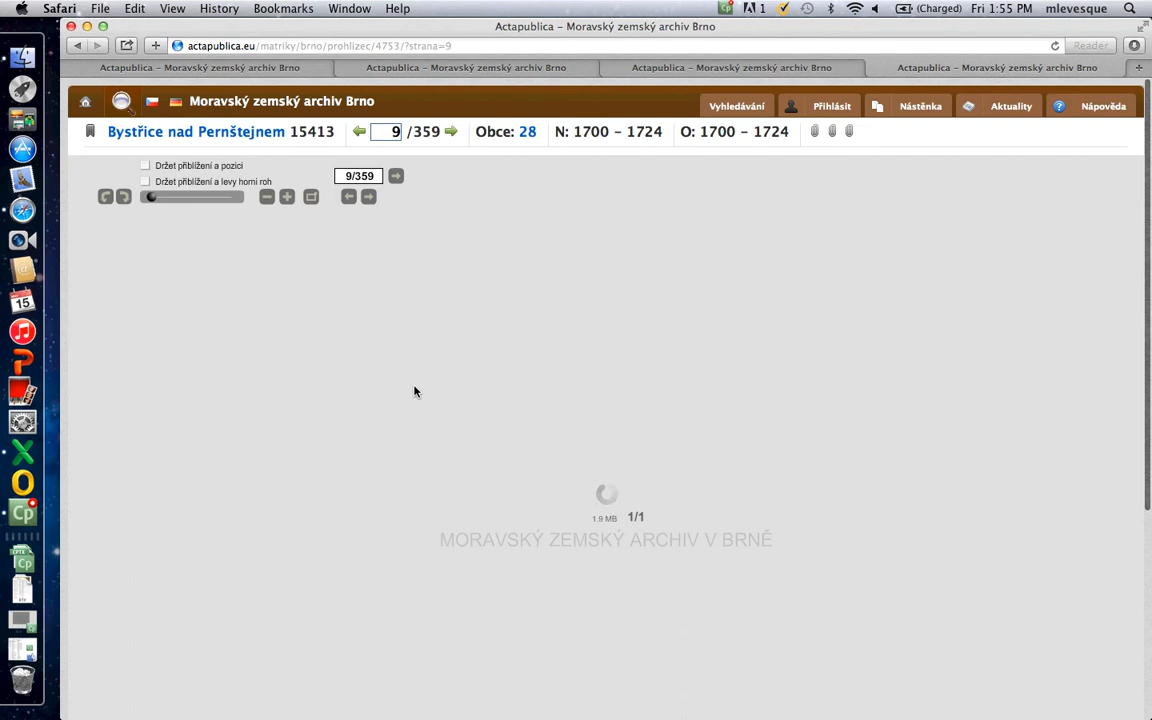 Safari File Edit View History Bookmarks Window Help 1 (Charged) Fri 1:55 PM mlevesque
Actapublica – Moravský zemský archiv Brno
actapublica.eu/matriky/brno/prohlizec/4753/?strana=9 Reader
Actapublica – Moravský zemský archiv Brno Actapublica – Moravský zemský archiv Brno Actapublica – Moravský zemský archiv Brno Actapublica – Moravský zemský archiv Brno
Moravský zemský archiv Brno Vyhledávání Přihlásit Nástěnka Aktuality ? Nápověda
Bystřice nad Pernštejnem 15413 9 /359 Obce: 28 N: 1700 – 1724 O: 1700 – 1724
Držet přiblížení a pozici
9/359
Držet přiblížení a levy horni roh
15
Cp
1.9 MB 1/1
MORAVSKÝ ZEMSKÝ ARCHIV V BRNĚ
Cp